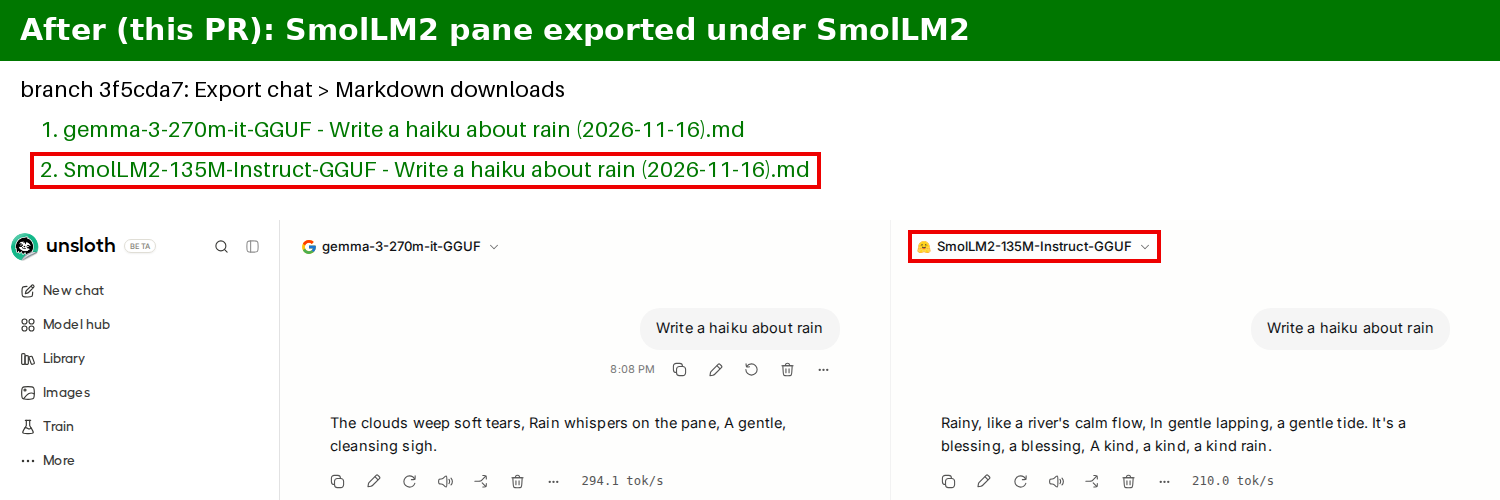 After (this PR): SmolLM2 pane exported under SmolLM2
branch 3f5cda7: Export chat > Markdown downloads
1. gemma-3-270m-it-GGUF - Write a haiku about rain (2026-11-16).md
2. SmolLM2-135M-Instruct-GGUF - Write a haiku about rain (2026-11-16).md
unsloth BETA
New chat
Model hub
Library
Images
Train
More
gemma-3-270m-it-GGUF
Write a haiku about rain
8:08 PM
The clouds weep soft tears, Rain whispers on the pane, A gentle,
cleansing sigh.
294.1 tok/s
SmolLM2-135M-Instruct-GGUF
Write a haiku about rain
Rainy, like a river's calm flow, In gentle lapping, a gentle tide. It's a
blessing, a blessing, A kind, a kind, a kind rain.
210.0 tok/s